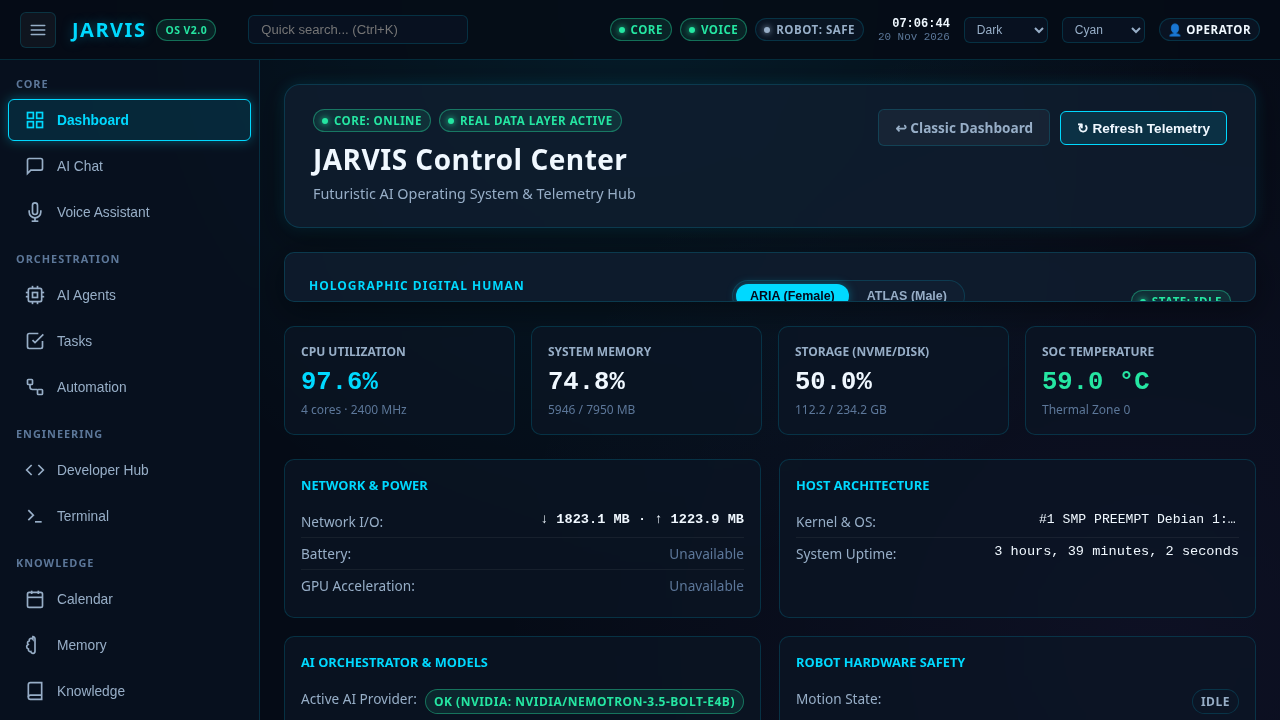 JARVIS
OS V2.0
Quick search... (Ctrl+K)
CORE
VOICE
ROBOT: SAFE
07:06:44
20 Nov 2026
Dark
Cyan
👤 OPERATOR
CORE
Dashboard
AI Chat
Voice Assistant
ORCHESTRATION
AI Agents
Tasks
Automation
ENGINEERING
Developer Hub
Terminal
KNOWLEDGE
Calendar
Memory
Knowledge
CORE: ONLINE
REAL DATA LAYER ACTIVE
JARVIS Control Center
Futuristic AI Operating System & Telemetry Hub
↩ Classic Dashboard
↻ Refresh Telemetry
HOLOGRAPHIC DIGITAL HUMAN
ARIA (Female)
ATLAS (Male)
STATE: IDLE
CPU UTILIZATION
97.6%
4 cores · 2400 MHz
SYSTEM MEMORY
74.8%
5946 / 7950 MB
STORAGE (NVME/DISK)
50.0%
112.2 / 234.2 GB
SOC TEMPERATURE
59.0 °C
Thermal Zone 0
NETWORK & POWER
Network I/O: ↓ 1823.1 MB · ↑ 1223.9 MB
Battery: Unavailable
GPU Acceleration: Unavailable
HOST ARCHITECTURE
Kernel & OS: #1 SMP PREEMPT Debian 1:…
System Uptime: 3 hours, 39 minutes, 2 seconds
AI ORCHESTRATOR & MODELS
Active AI Provider: OK (NVIDIA: NVIDIA/NEMOTRON-3.5-BOLT-E4B)
ROBOT HARDWARE SAFETY
Motion State: IDLE